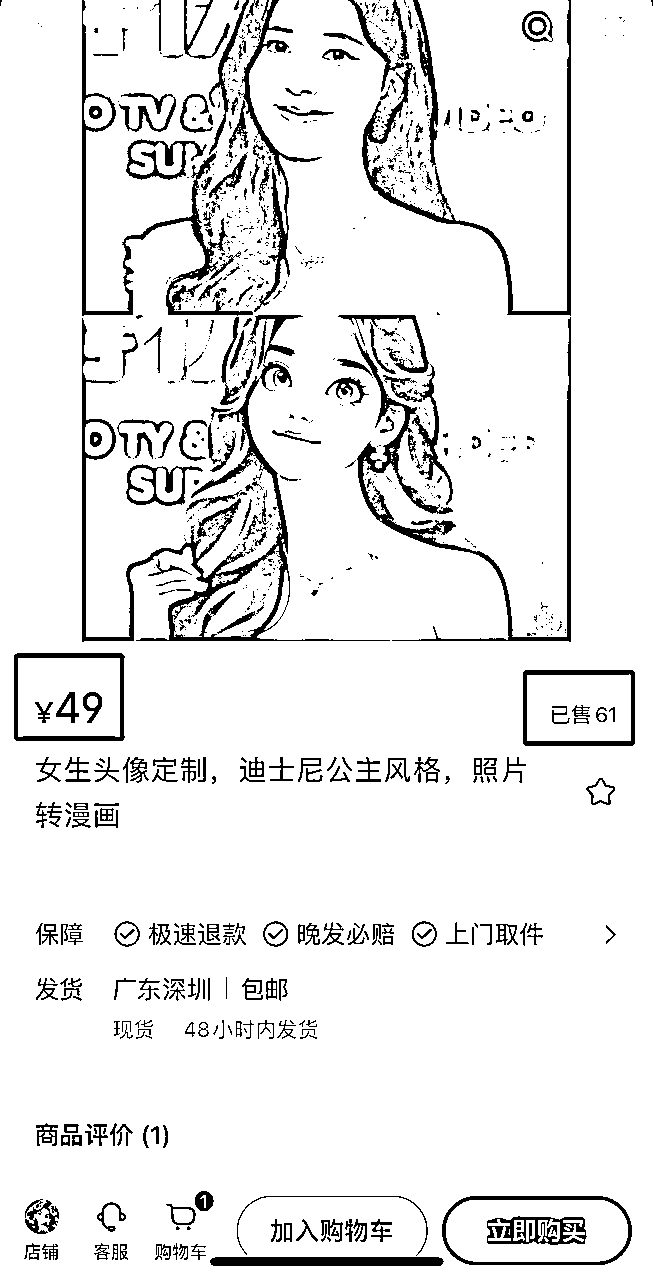 O TV &
SU
O TV &
SUP
¥49
已售 61
女生头像定制，迪士尼公主风格，照片
转漫画
保障 极速退款 晚发必赔 上门取件
发货 广东深圳 | 包邮
现货 48小时内发货
商品评价 (1)
1
店铺 客服 购物车 加入购物车 立即购买